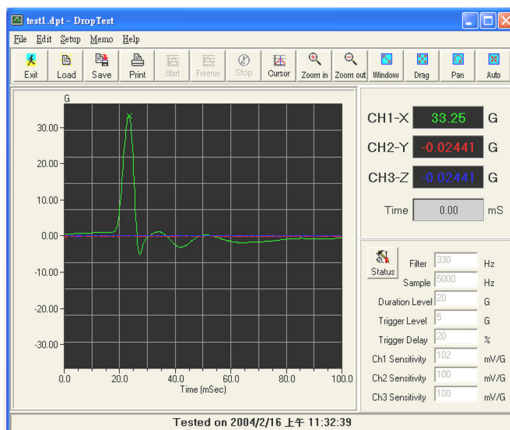 test1.dpt - DropTest
File Edit Setup Memo Help
Exit Load Save Print Start Freerun Stop Cursor Zoom in Zoom out Window Drag Pan Auto
G
30.00
20.00
10.00
0.00
-10.00
-20.00
-30.00
0.0 20.0 40.0 60.0 80.0 100.0
Time (mSec)
CH1-X 33.25 G
CH2-Y -0.02441 G
CH3-Z -0.02441 G
Time 0.00 mS
Status
Filter 330 Hz
Sample 5000 Hz
Duration Level 20 G
Trigger Level 5 G
Trigger Delay 20 %
Ch1 Sensitivity 102 mV/G
Ch2 Sensitivity 100 mV/G
Ch3 Sensitivity 100 mV/G
Tested on 2004/2/16 上午 11:32:39